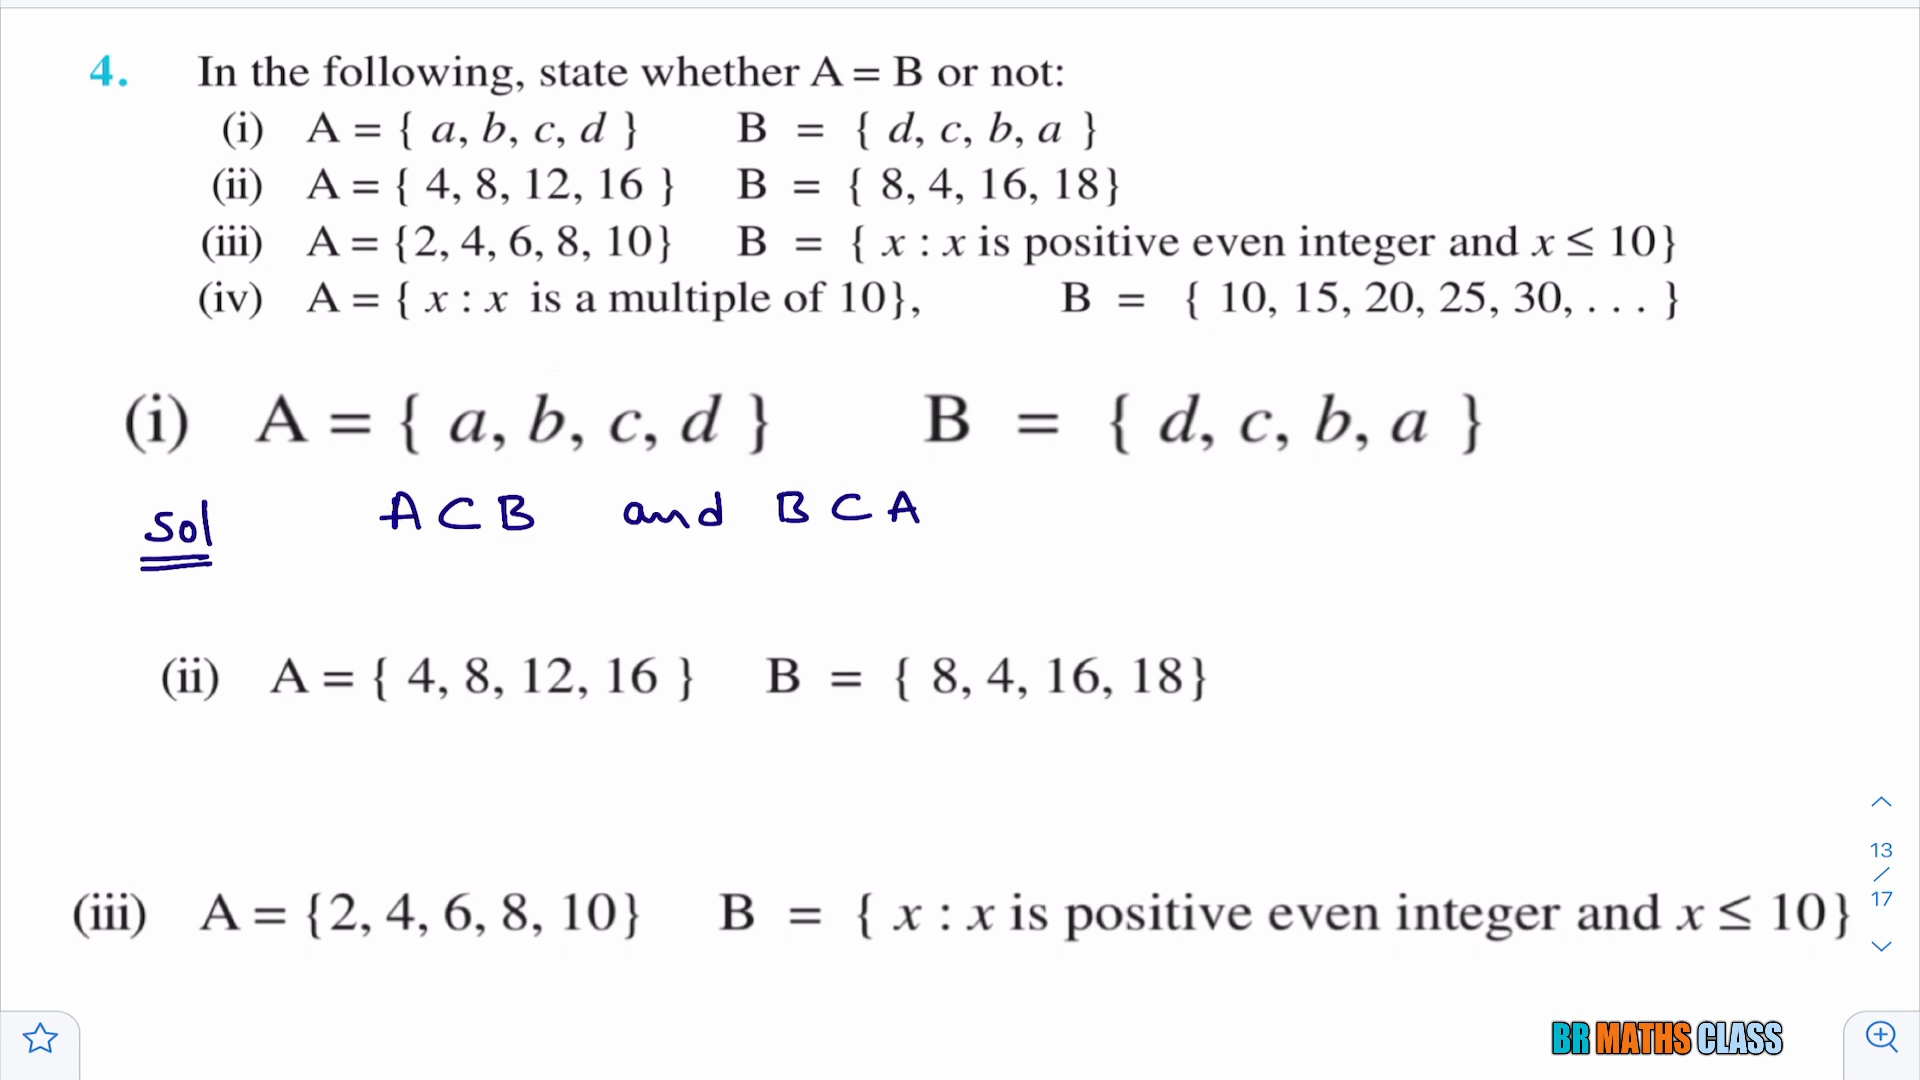 4. In the following, state whether A = B or not:
(i) A = { a, b, c, d } B = { d, c, b, a }
(ii) A = { 4, 8, 12, 16 } B = { 8, 4, 16, 18}
(iii) A = {2, 4, 6, 8, 10} B = { x : x is positive even integer and x ≤ 10}
(iv) A = { x : x is a multiple of 10}, B = { 10, 15, 20, 25, 30, . . . }
(i) A = { a, b, c, d } B = { d, c, b, a }
Sol A ⊂ B and B ⊂ A
(ii) A = { 4, 8, 12, 16 } B = { 8, 4, 16, 18}
(iii) A = {2, 4, 6, 8, 10} B = { x : x is positive even integer and x ≤ 10}
13
/
17
BR MATHS CLASS